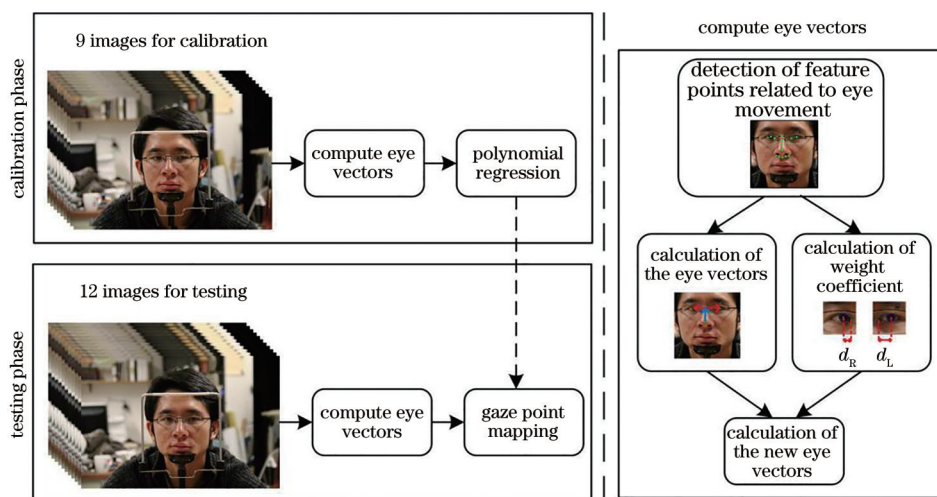 calibration phase
9 images for calibration
compute eye
vectors
polynomial
regression
testing phase
12 images for testing
compute eye
vectors
gaze point
mapping
compute eye vectors
detection of feature
points related to eye
movement
calculation of
the eye vectors
calculation of
weight
coefficient
dR dL
calculation of
the new eye
vectors